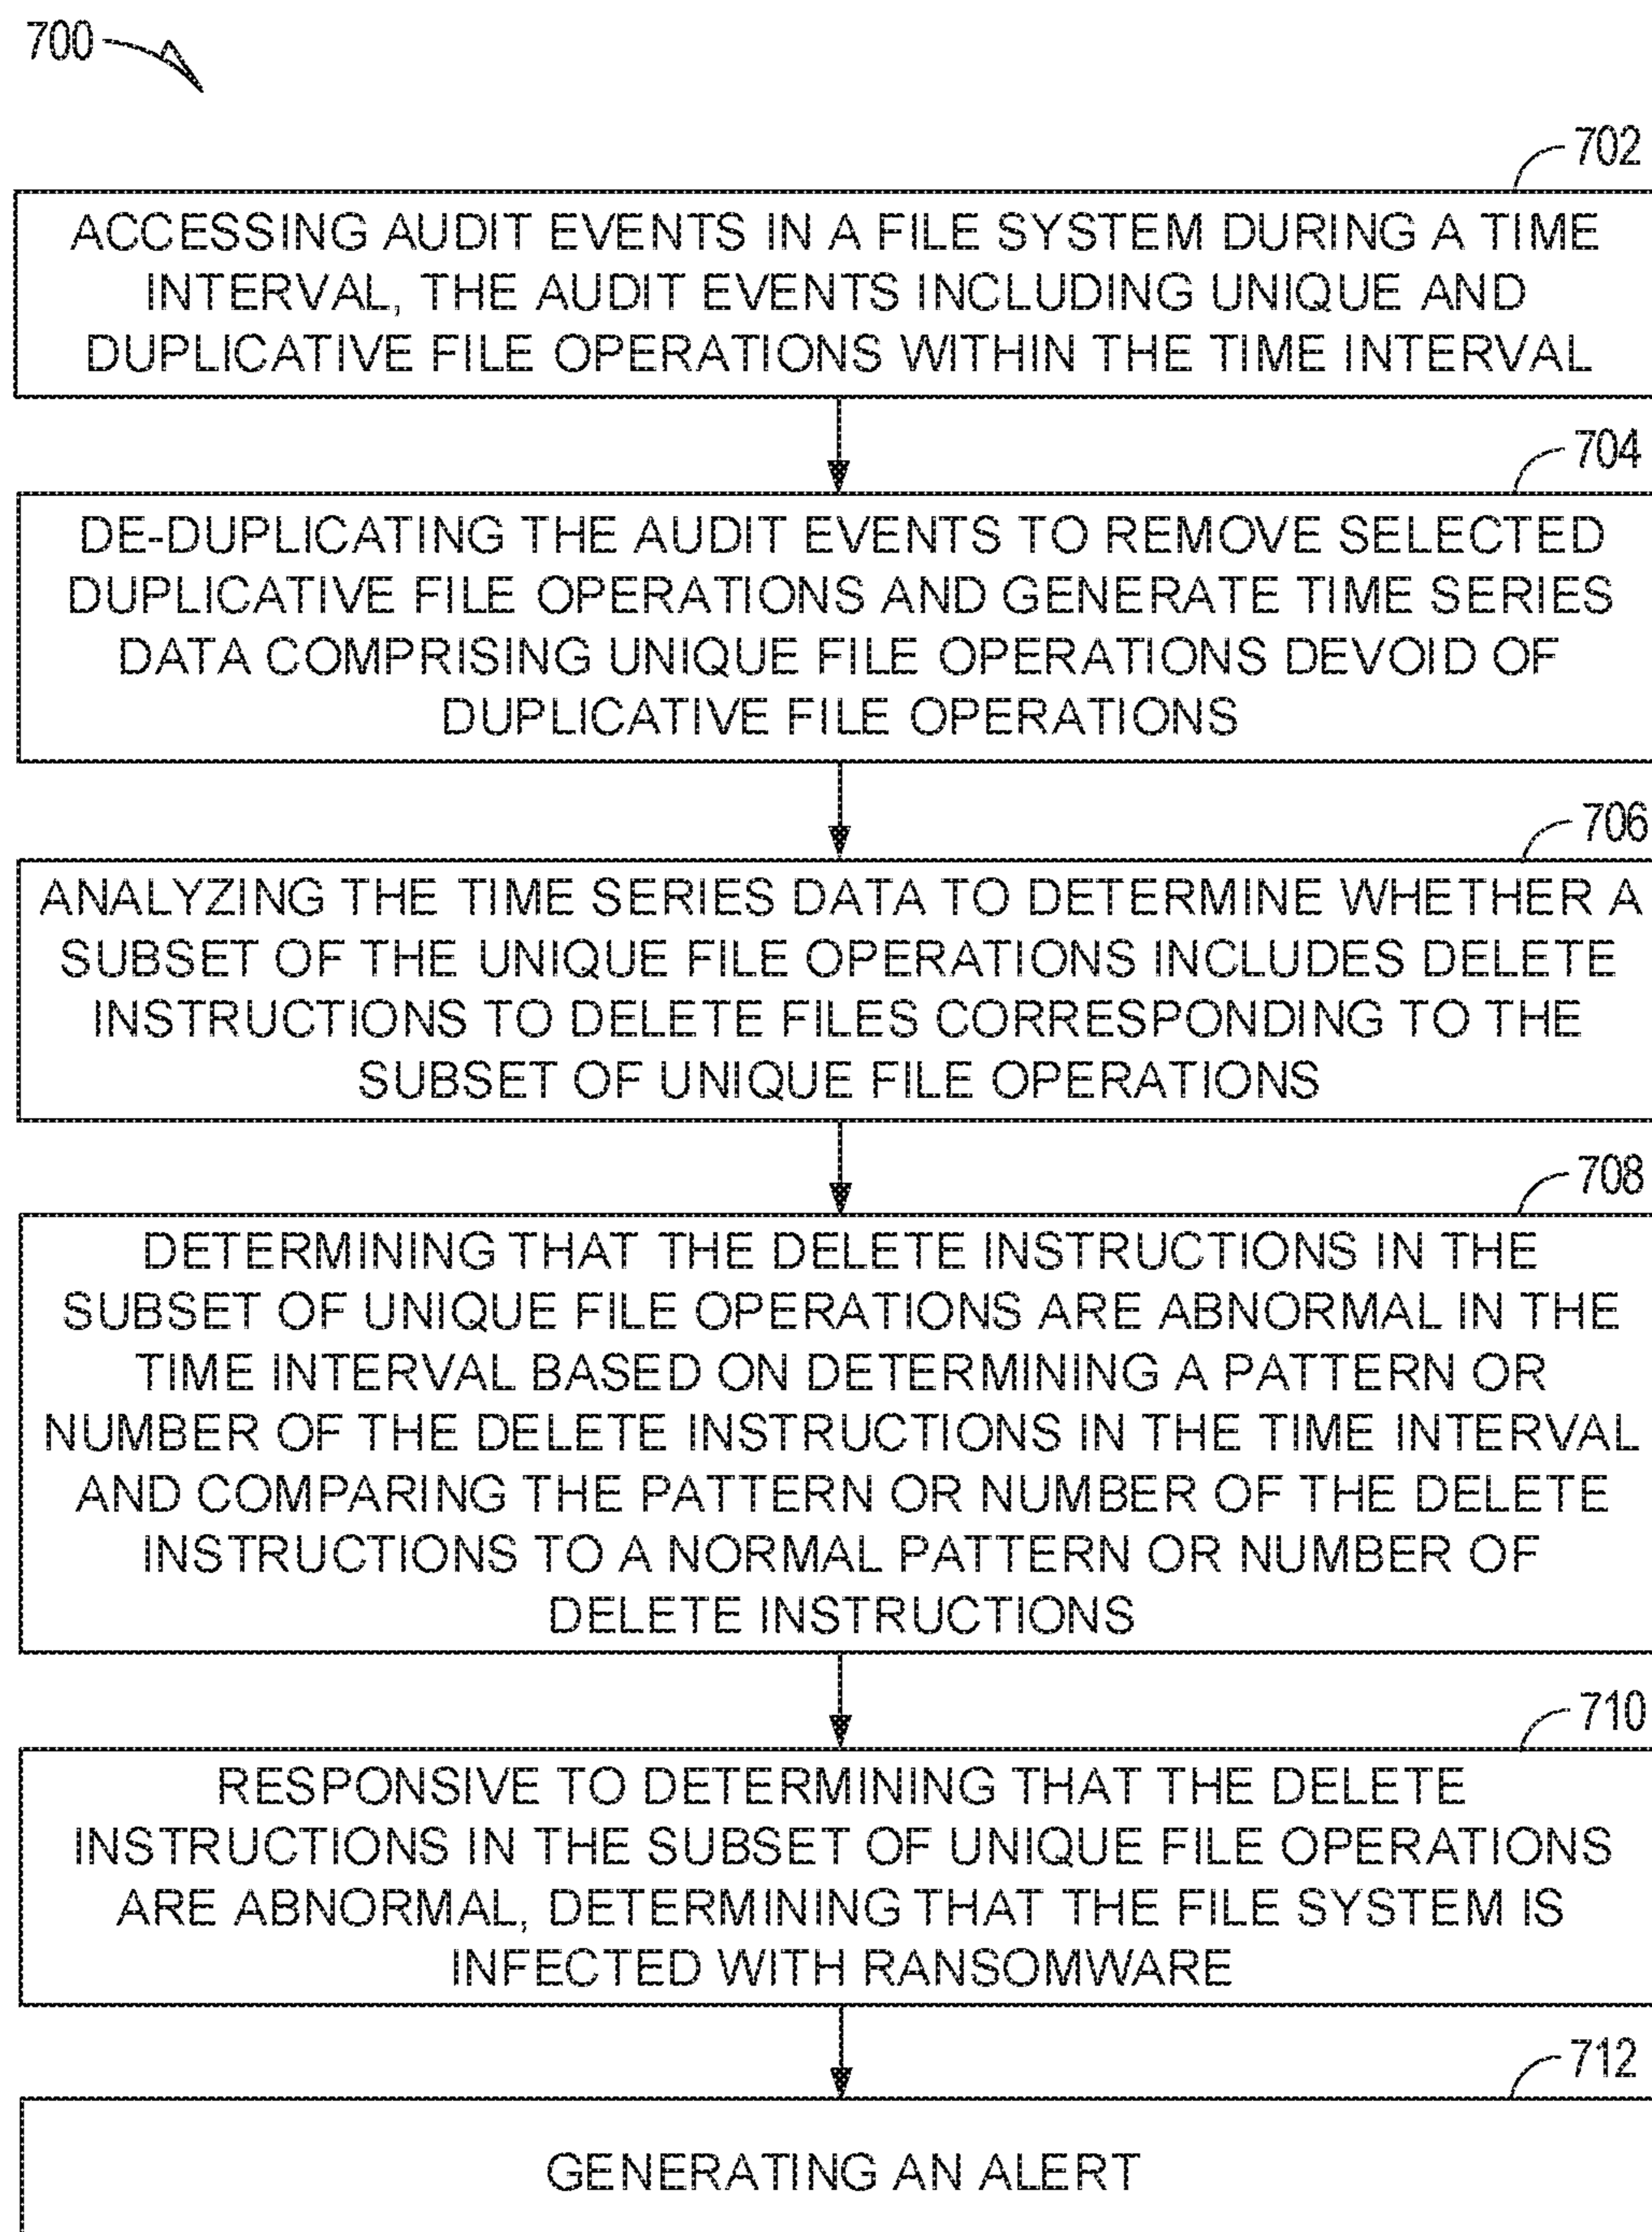 700
702
ACCESSING AUDIT EVENTS IN A FILE SYSTEM DURING A TIME
INTERVAL, THE AUDIT EVENTS INCLUDING UNIQUE AND
DUPLICATIVE FILE OPERATIONS WITHIN THE TIME INTERVAL
704
DE-DUPLICATING THE AUDIT EVENTS TO REMOVE SELECTED
DUPLICATIVE FILE OPERATIONS AND GENERATE TIME SERIES
DATA COMPRISING UNIQUE FILE OPERATIONS DEVOID OF
DUPLICATIVE FILE OPERATIONS
706
ANALYZING THE TIME SERIES DATA TO DETERMINE WHETHER A
SUBSET OF THE UNIQUE FILE OPERATIONS INCLUDES DELETE
INSTRUCTIONS TO DELETE FILES CORRESPONDING TO THE
SUBSET OF UNIQUE FILE OPERATIONS
708
DETERMINING THAT THE DELETE INSTRUCTIONS IN THE
SUBSET OF UNIQUE FILE OPERATIONS ARE ABNORMAL IN THE
TIME INTERVAL BASED ON DETERMINING A PATTERN OR
NUMBER OF THE DELETE INSTRUCTIONS IN THE TIME INTERVAL
AND COMPARING THE PATTERN OR NUMBER OF THE DELETE
INSTRUCTIONS TO A NORMAL PATTERN OR NUMBER OF
DELETE INSTRUCTIONS
710
RESPONSIVE TO DETERMINING THAT THE DELETE
INSTRUCTIONS IN THE SUBSET OF UNIQUE FILE OPERATIONS
ARE ABNORMAL, DETERMINING THAT THE FILE SYSTEM IS
INFECTED WITH RANSOMWARE
712
GENERATING AN ALERT